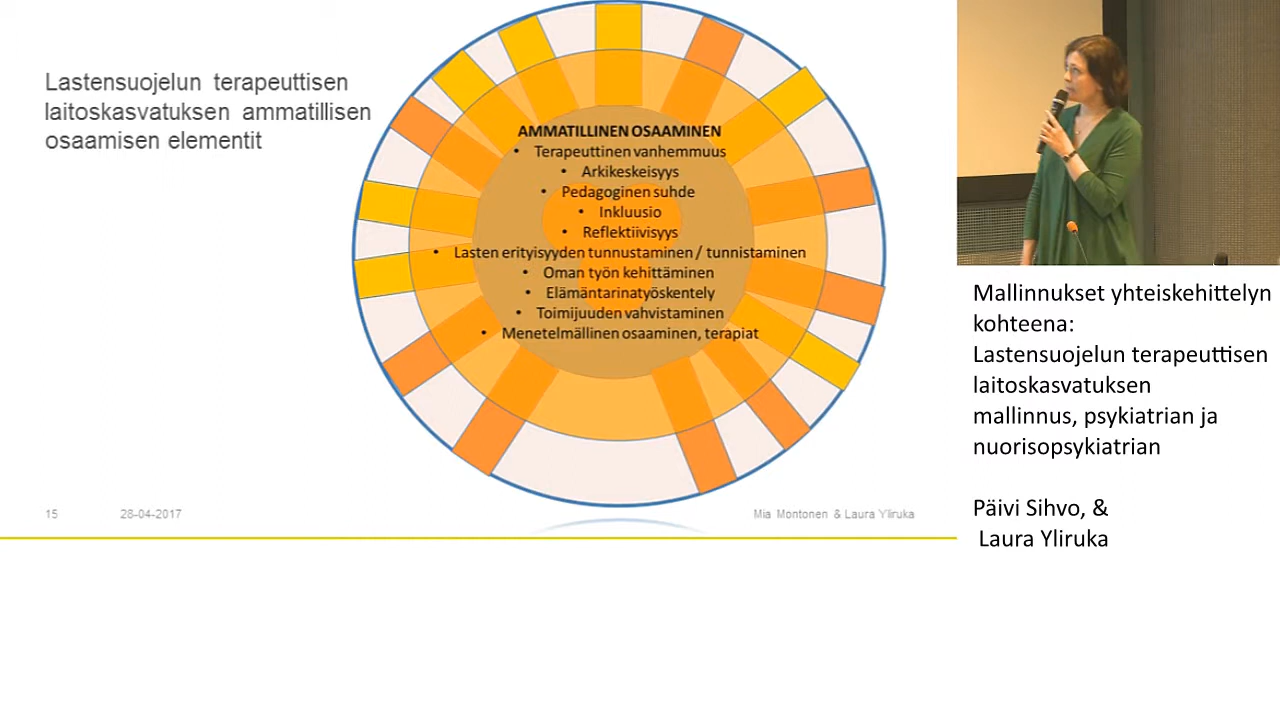 Lastensuojelun terapeuttisen
laitoskasvatuksen ammatillisen
osaamisen elementit
AMMATILLINEN OSAAMINEN
• Terapeuttinen vanhemmuus
• Arkikeskeisyys
• Pedagoginen suhde
• Inkluusio
• Reflektiivisyys
• Lasten erityisyyden tunnustaminen / tunnistaminen
• Oman työn kehittäminen
• Elämäntarinatyöskentely
• Toimijuuden vahvistaminen
• Menetelmällinen osaaminen, terapiat
15 28-04-2017 Mia Montonen & Laura Yliruka
Mallinnukset yhteiskehittelyn
kohteena:
Lastensuojelun terapeuttisen
laitoskasvatuksen
mallinnus, psykiatrian ja
nuorisopsykiatrian
Päivi Sihvo, &
Laura Yliruka